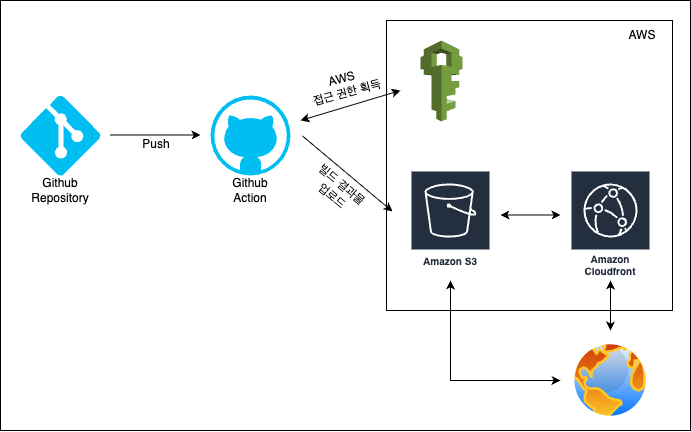 AWS
AWS
접근 권한 획득
Push
Github
Repository
Github
Action
빌드 결과물
업로드
Amazon S3
Amazon
Cloudfront